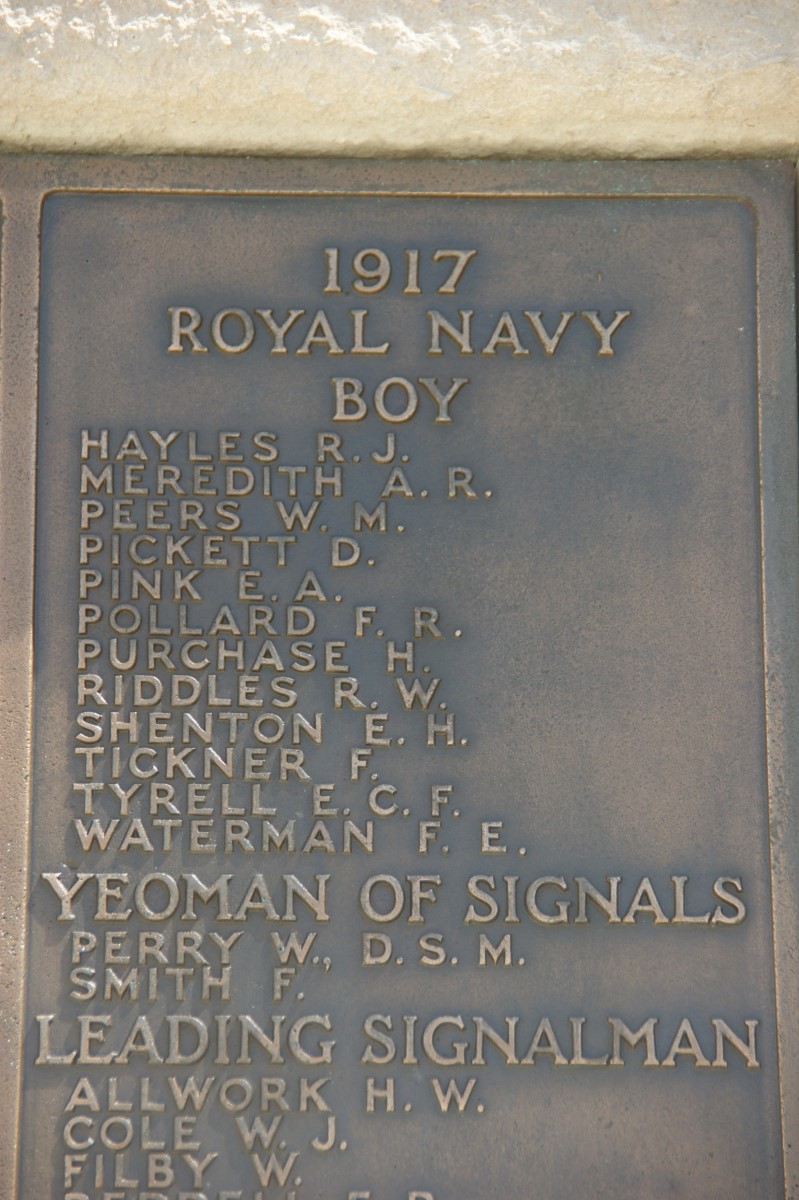 1917
ROYAL NAVY
BOY
HAYLES R. J.
MEREDITH A. R.
PEERS W. M.
PICKETT D.
PINK E. A.
POLLARD F. R.
PURCHASE H.
RIDDLES R. W.
SHENTON E. H.
TICKNER F.
TYRELL E. C. F.
WATERMAN F. E.
YEOMAN OF SIGNALS
PERRY W., D. S. M.
SMITH F.
LEADING SIGNALMAN
ALLWORK H. W.
COLE W. J.
FILBY W.